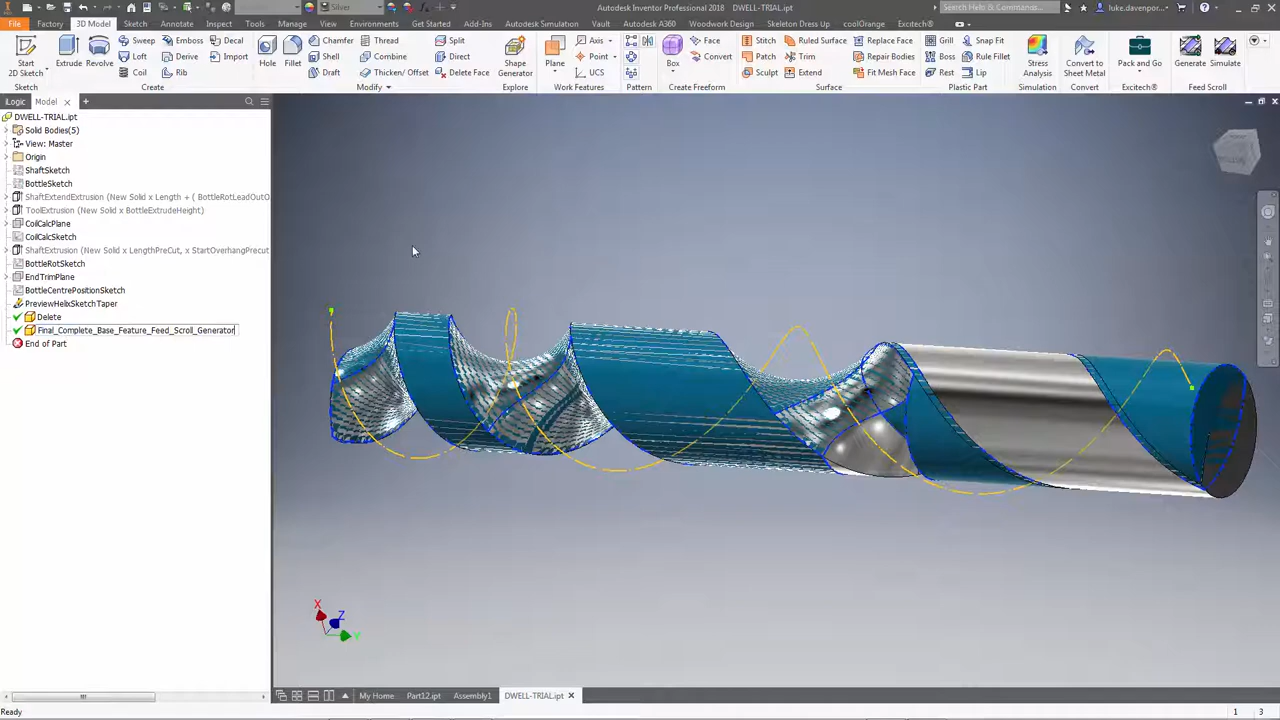 Silver
Autodesk Inventor Professional 2018   DWELL-TRIAL.ipt
Search Help & Commands...
luke.davenpor...
File Factory 3D Model Sketch Annotate Inspect Tools Vault Manage View Environments Get Started Add-Ins Autodesk Simulation Vault Autodesk A360 Woodwork Design Skeleton Dress Up coolOrange Excitech®
Start
2D Sketch
Extrude
Revolve
Sweep
Loft
Coil
Emboss
Derive
Rib
Decal
Import
Hole
Fillet
Chamfer
Shell
Draft
Thread
Combine
Thicken/ Offset
Split
Direct
Delete Face
Shape
Generator
Plane
Axis
Point
UCS
Box
Face
Convert
Stitch
Patch
Sculpt
Ruled Surface
Trim
Extend
Replace Face
Repair Bodies
Fit Mesh Face
Grill
Boss
Rest
Snap Fit
Rule Fillet
Lip
Stress
Analysis
Convert to
Sheet Metal
Pack and Go
Generate
Simulate
Sketch Create Modify Explore Work Features Pattern Create Freeform Surface Plastic Part Simulation Convert Excitech® Feed Scroll
iLogic Model
DWELL-TRIAL.ipt
Solid Bodies(5)
View: Master
Origin
ShaftSketch
BottleSketch
ShaftExtendExtrusion (New Solid x Length + ( BottleRotLeadOutO
ToolExtrusion (New Solid x BottleExtrudeHeight)
CoilCalcPlane
CoilCalcSketch
ShaftExtrusion (New Solid x LengthPreCut, x StartOverhangPrecut
BottleRotSketch
EndTrimPlane
BottleCentrePositionSketch
PreviewHelixSketchTaper
Delete
Final_Complete_Base_Feature_Feed_Scroll_Generator
End of Part
X
Z
Y
My Home Part12.ipt Assembly1 DWELL-TRIAL.ipt
Ready
1 3